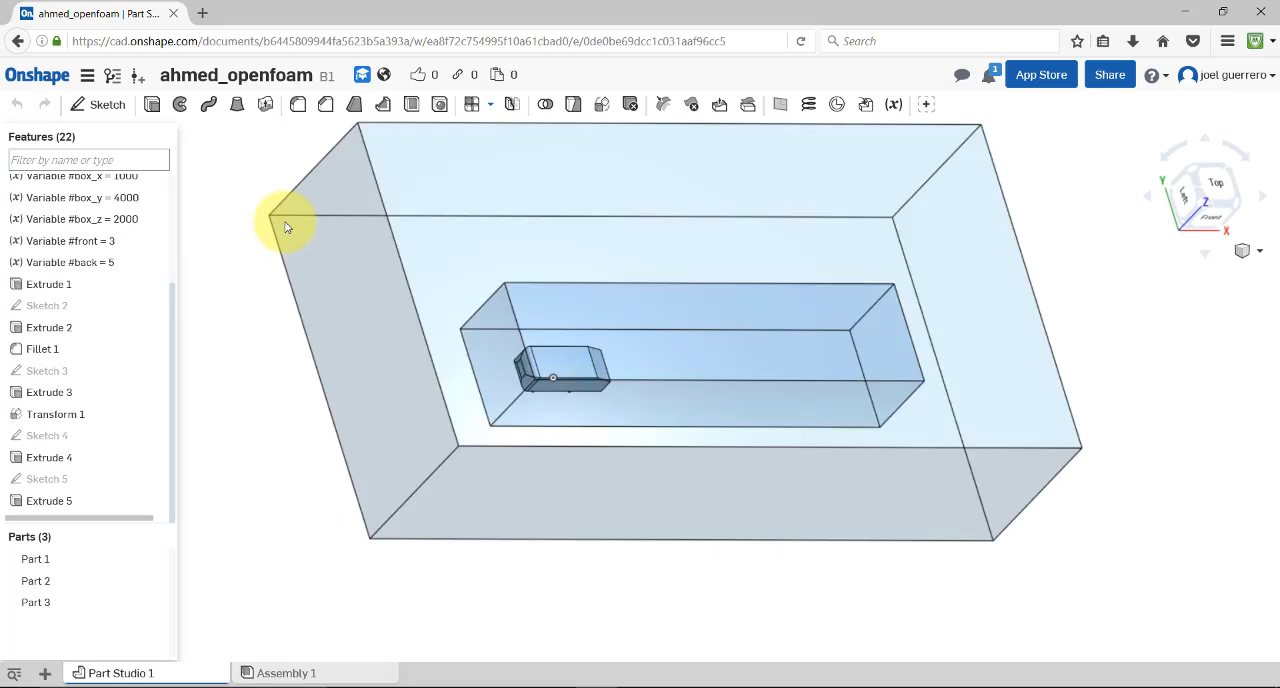 ahmed_openfoam | Part S...
https://cad.onshape.com/documents/b6445809944fa5623b5a393a/w/ea8f72c754995f10a61cbad0/e/0de0be69dcc1c031aaf96cc5
Search
Onshape
ahmed_openfoam B1
0
0
0
1
App Store
Share
joel guerrero
Sketch
(x)
Features (22)
Filter by name or type
(x) Variable #box_x = 1000
(x) Variable #box_y = 4000
(x) Variable #box_z = 2000
(x) Variable #front = 3
(x) Variable #back = 5
Extrude 1
Sketch 2
Extrude 2
Fillet 1
Sketch 3
Extrude 3
Transform 1
Sketch 4
Extrude 4
Sketch 5
Extrude 5
Parts (3)
Part 1
Part 2
Part 3
Top
Left
Front
Y
Z
X
Part Studio 1
Assembly 1